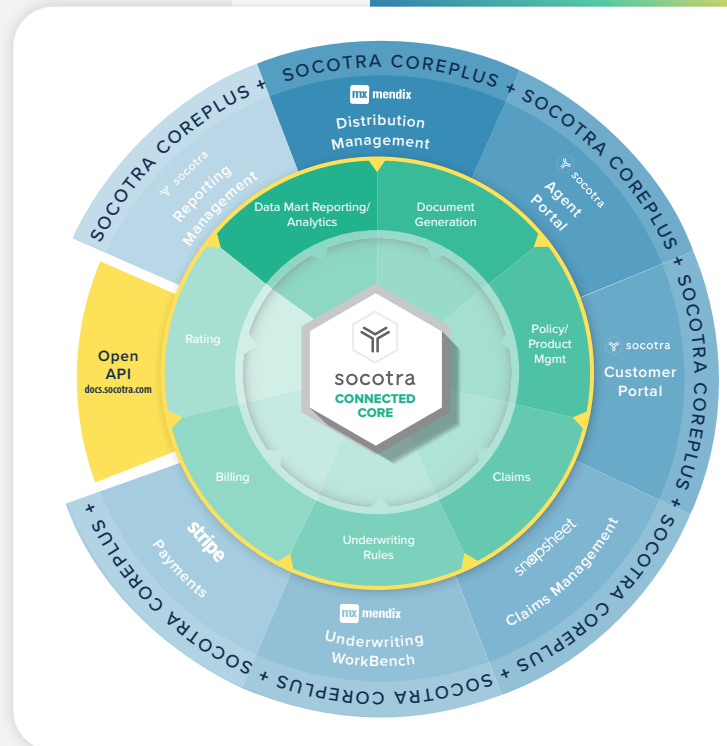 SOCOTRA COREPLUS + SOCOTRA COREPLUS + SOCOTRA COREPLUS + SOCOTRA COREPLUS + SOCOTRA COREPLUS + SOCOTRA COREPLUS + SOCOTRA COREPLUS +
mx mendix
Distribution
Management
socotra
Agent
Portal
socotra
Customer
Portal
snapsheet
Claims Management
mx mendix
Underwriting
WorkBench
stripe
Payments
Open
API
docs.socotra.com
socotra
Reporting
Management
Data Mart Reporting/
Analytics
Document
Generation
Policy/
Product
Mgmt
Claims
Underwriting
Rules
Billing
Rating
socotra
CONNECTED
CORE